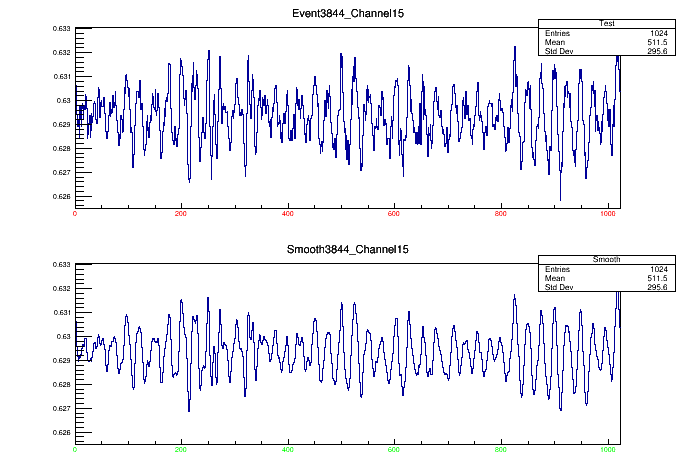 Event3844_Channel15
Test
Entries 1024
Mean 511.5
Std Dev 295.6
0.633
0.632
0.631
0.63
0.629
0.628
0.627
0.626
0 200 400 600 800 1000
Smooth3844_Channel15
Smooth
Entries 1024
Mean 511.5
Std Dev 295.6
0.633
0.632
0.631
0.63
0.629
0.628
0.627
0.626
0 200 400 600 800 1000